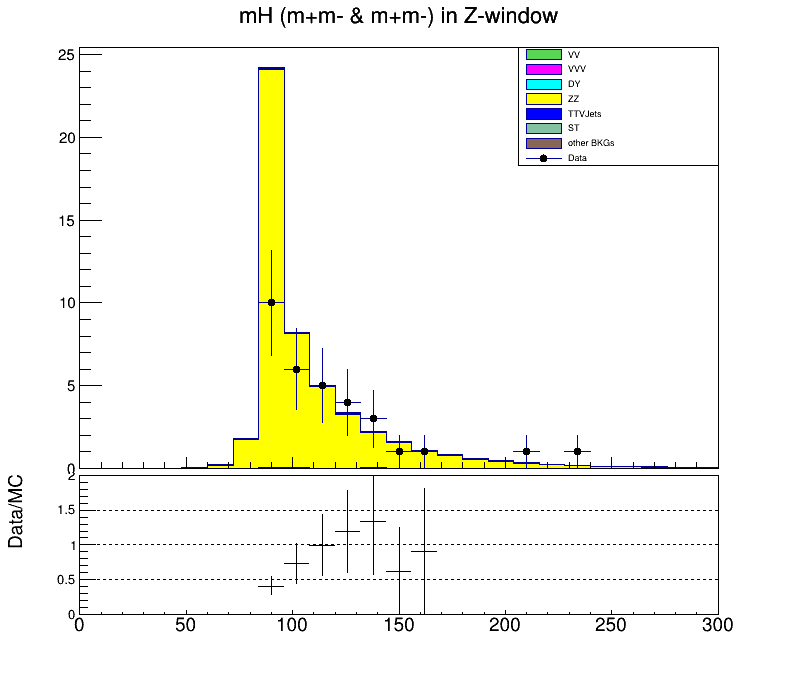 mH (m+m- & m+m-) in Z-window
25
20
15
10
5
0
VV
VVV
DY
ZZ
TTVJets
ST
other BKGs
Data
Data/MC
2
1.5
1
0.5
0
0 50 100 150 200 250 300